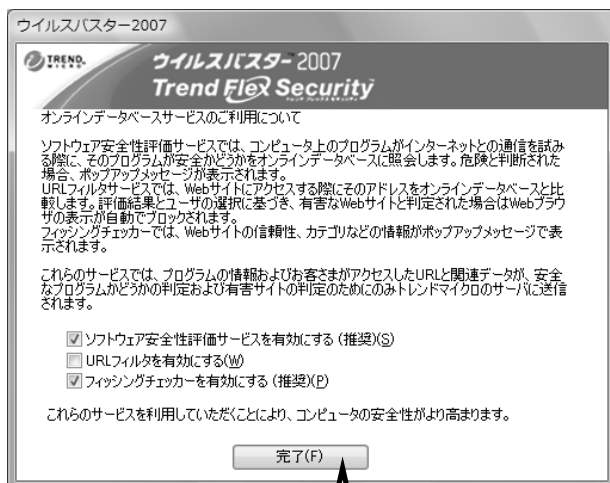 ウイルスバスター2007
TREND MICRO
ウイルスバスター™2007
Trend Flex Security
トレンド フレックス セキュリティ
オンラインデータベースサービスのご利用について
ソフトウェア安全性評価サービスでは、コンピュータ上のプログラムがインターネットとの通信を試み
る際に、そのプログラムが安全かどうかをオンラインデータベースに照会します。危険と判断された
場合、ポップアップメッセージが表示されます。
URLフィルタサービスでは、Webサイトにアクセスする際にそのアドレスをオンラインデータベースと比
較します。評価結果とユーザの選択に基づき、有害なWebサイトと判定された場合はWebブラウ
ザの表示が自動でブロックされます。
フィッシングチェッカーでは、Webサイトの信頼性、カテゴリなどの情報がポップアップメッセージで表
示されます。
これらのサービスでは、プログラムの情報およびお客さまがアクセスしたURLと関連データが、安全
なプログラムかどうかの判定および有害サイトの判定のためにのみトレンドマイクロのサーバに送信
されます。
ソフトウェア安全性評価サービスを有効にする (推奨)(S)
URLフィルタを有効にする(W)
フィッシングチェッカーを有効にする (推奨)(P)
これらのサービスを利用していただくことにより、コンピュータの安全性がより高まります。
完了(F)